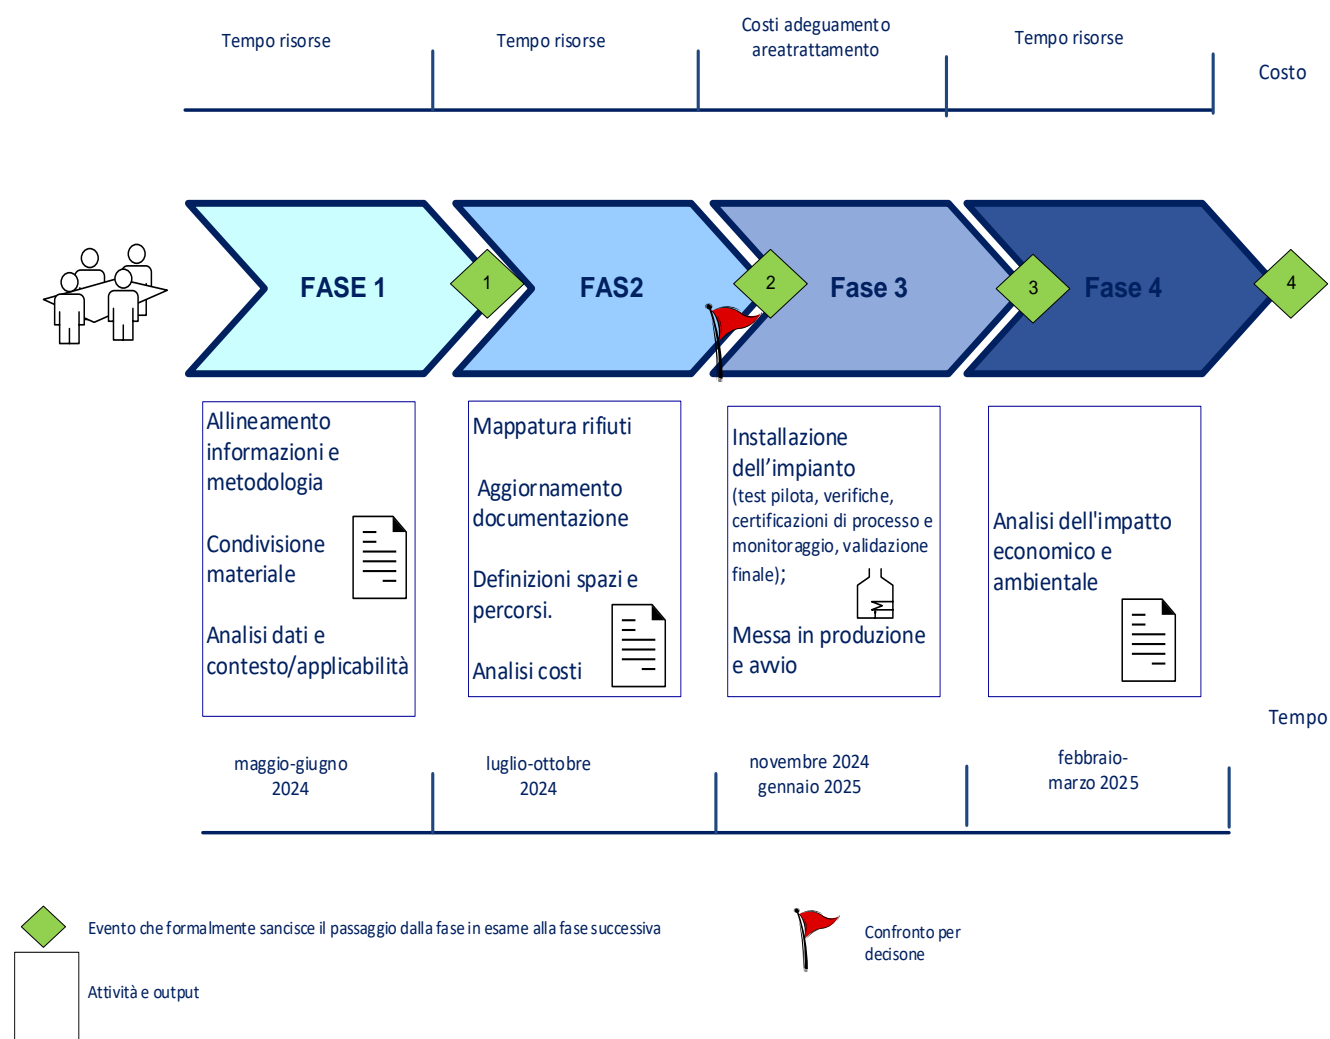 Tempo risorse
Tempo risorse
Costi adeguamento
areatrattamento
Tempo risorse
Costo
FASE 1
1
FAS2
2
Fase 3
3
Fase 4
4
Allineamento
informazioni e
metodologia
Condivisione
materiale
Analisi dati e
contesto/applicabilità
Mappatura rifiuti
Aggiornamento
documentazione
Definizioni spazi e
percorsi.
Analisi costi
Installazione
dell’impianto
(test pilota, verifiche,
certificazioni di processo e
monitoraggio, validazione
finale);
Messa in produzione
e avvio
Analisi dell'impatto
economico e
ambientale
Tempo
maggio-giugno
2024
luglio-ottobre
2024
novembre 2024
gennaio 2025
febbraio-
marzo 2025
Evento che formalmente sancisce il passaggio dalla fase in esame alla fase successiva
Confronto per
decisone
Attività e output